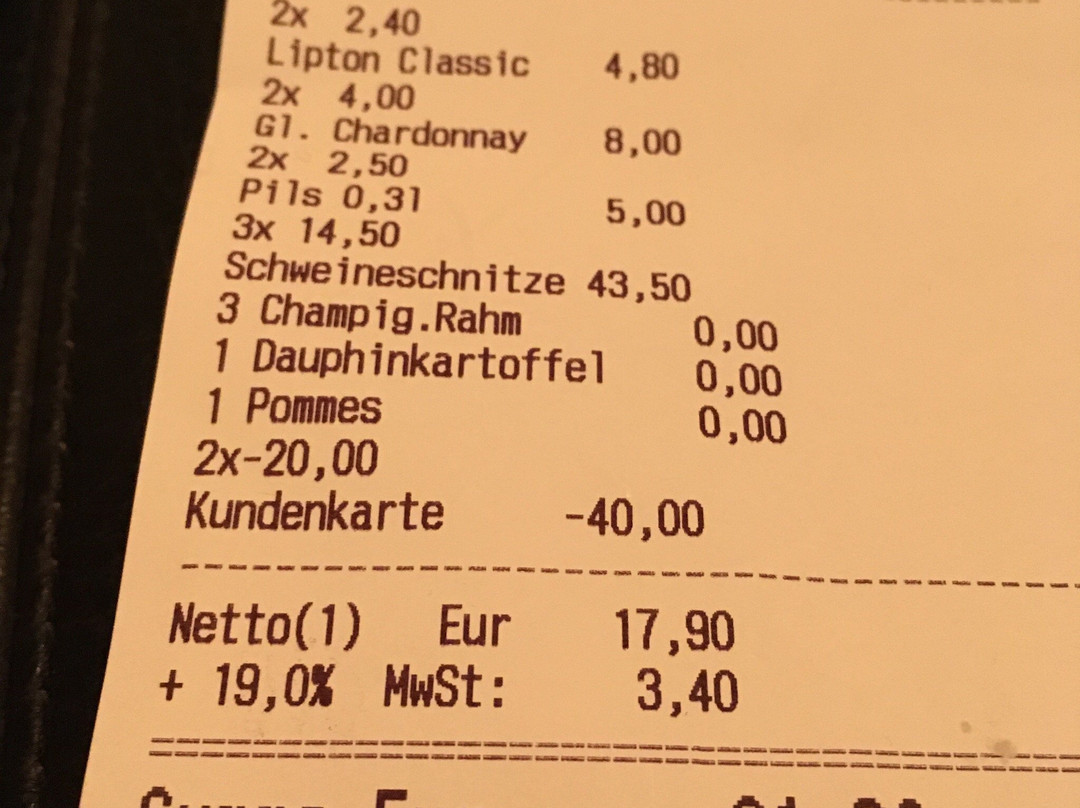 2x 2,40
Lipton Classic 4,80
2x 4,00
Gl. Chardonnay 8,00
2x 2,50
Pils 0,3l 5,00
3x 14,50
Schweineschnitze 43,50
3 Champig.Rahm 0,00
1 Dauphinkartoffel 0,00
1 Pommes 0,00
2x-20,00
Kundenkarte -40,00
Netto(1) Eur 17,90
+ 19,0% MwSt: 3,40